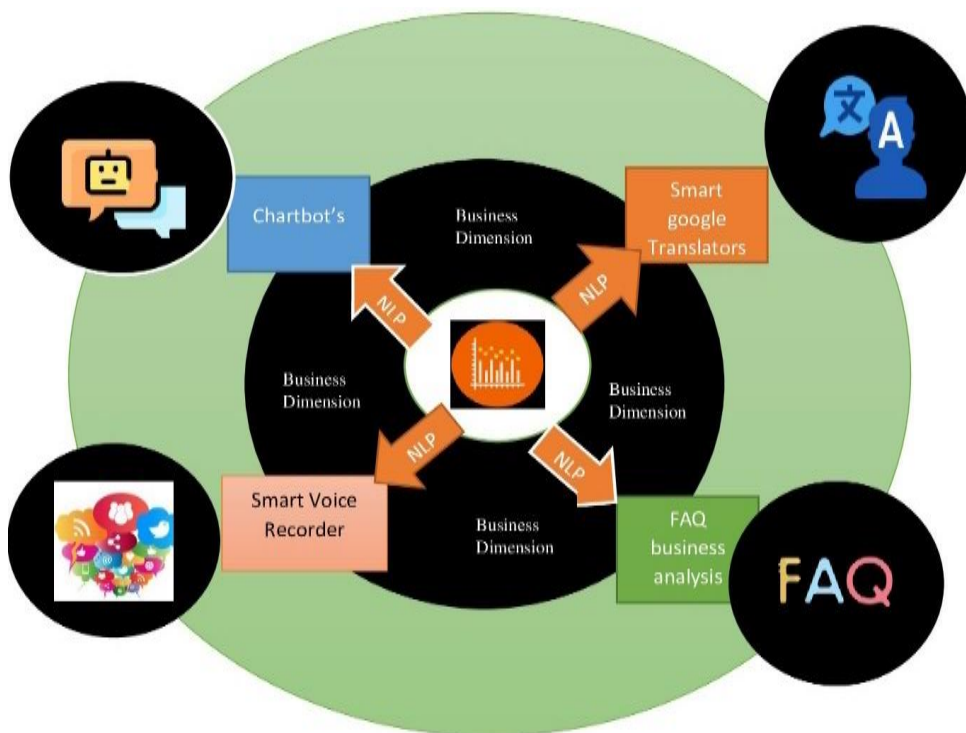 文
A
Chartbot's
Business
Dimension
Smart
google
Translators
NLP
NLP
Business
Dimension
Business
Dimension
NLP
NLP
Smart Voice
Recorder
Business
Dimension
FAQ
business
analysis
FAQ